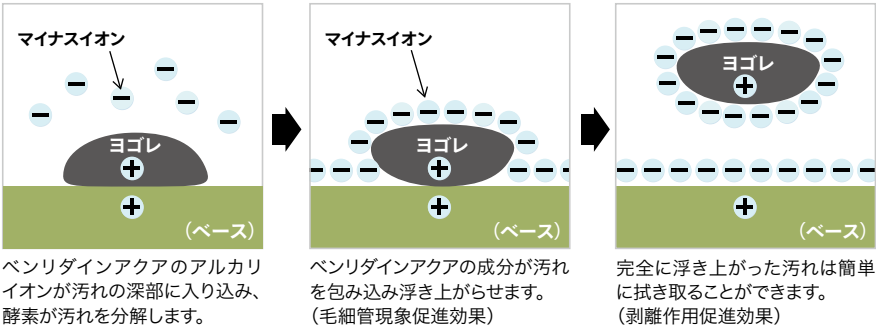 マイナスイオン
ヨゴレ
（ベース）
ベンリダインアクアのアルカリ
イオンが汚れの深部に入り込み、
酵素が汚れを分解します。
マイナスイオン
ヨゴレ
（ベース）
ベンリダインアクアの成分が汚れ
を包み込み浮き上がらせます。
（毛細管現象促進効果）
ヨゴレ
（ベース）
完全に浮き上がった汚れは簡単
に拭き取ることができます。
（剥離作用促進効果）